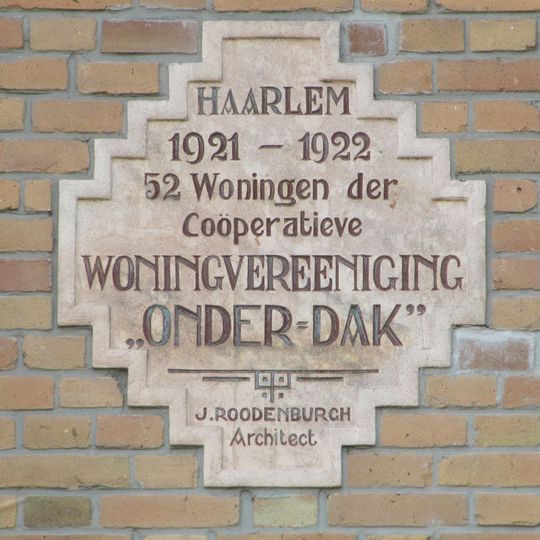 HAARLEM
1921 – 1922
52 Woningen der
Coöperatieve
WONINGVEREENIGING
„ONDER-DAK”
J. ROODENBURGH
Architect